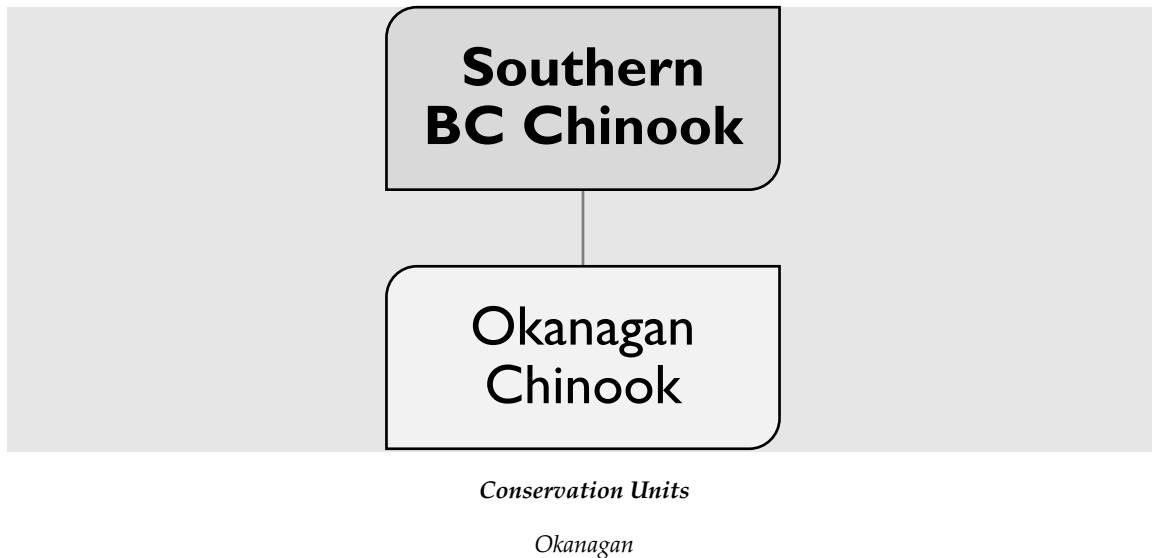 Southern
BC Chinook
Okanagan
Chinook
Conservation Units
Okanagan